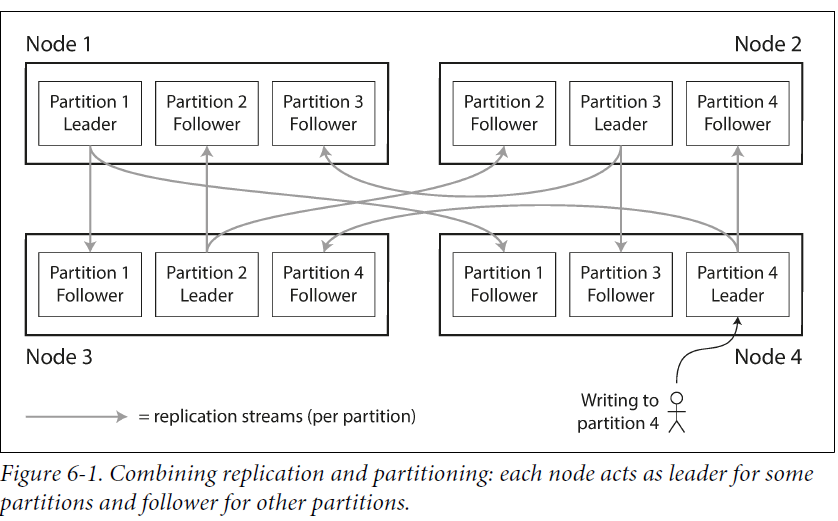 Node 1
Node 2
Partition 1
Leader
Partition 2
Follower
Partition 3
Follower
Partition 2
Follower
Partition 3
Leader
Partition 4
Follower
Partition 1
Follower
Partition 2
Leader
Partition 4
Follower
Partition 1
Follower
Partition 3
Follower
Partition 4
Leader
Node 3
Node 4
Writing to
partition 4
= replication streams (per partition)
Figure 6-1. Combining replication and partitioning: each node acts as leader for some
partitions and follower for other partitions.